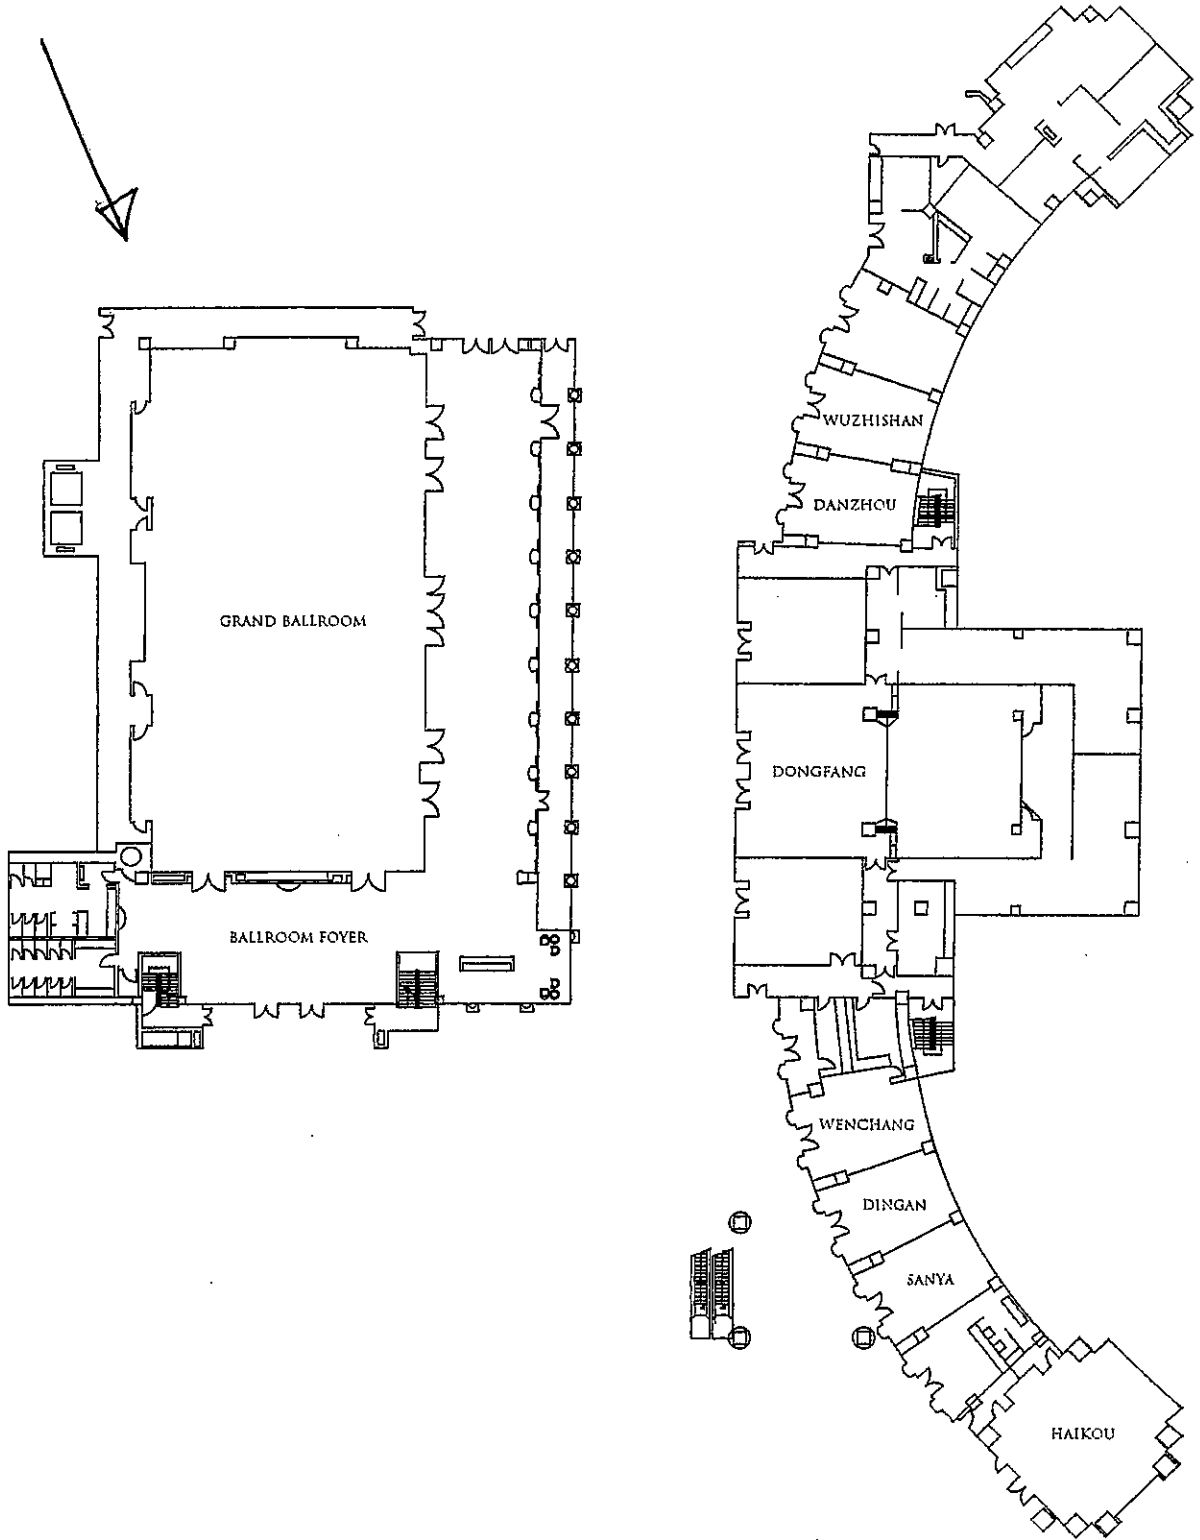 WUZHISHAN
DANZHOU
GRAND BALLROOM
DONGFANG
BALLROOM FOYER
WENCHANG
DINGAN
SANYA
HAIKOU